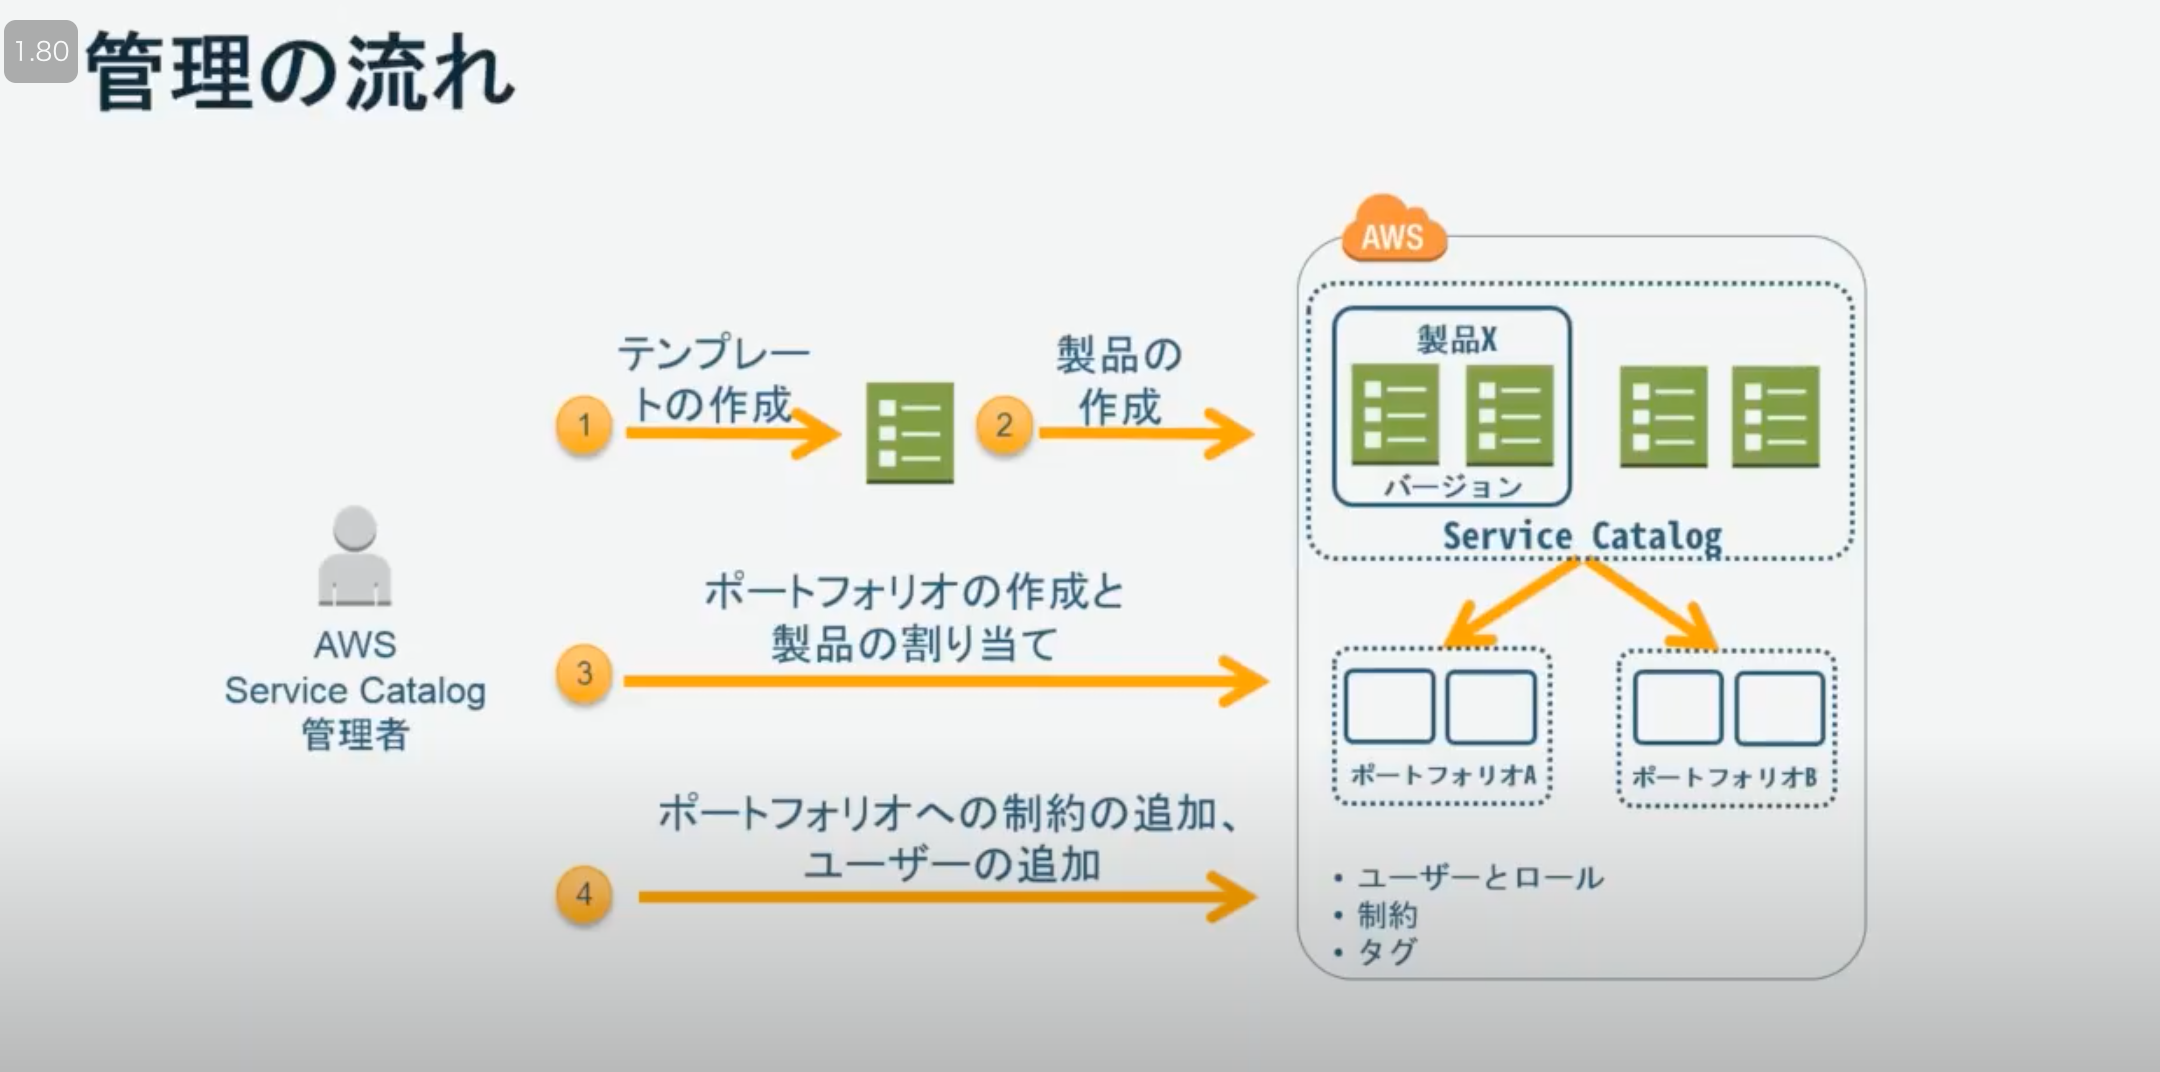 1.80
管理の流れ
AWS
テンプレー
トの作成
製品の
作成
1
2
製品X
バージョン
Service Catalog
AWS
Service Catalog
管理者
ポートフォリオの作成と
製品の割り当て
3
ポートフォリオA
ポートフォリオB
ポートフォリオへの制約の追加、
ユーザーの追加
4
• ユーザーとロール
• 制約
• タグ